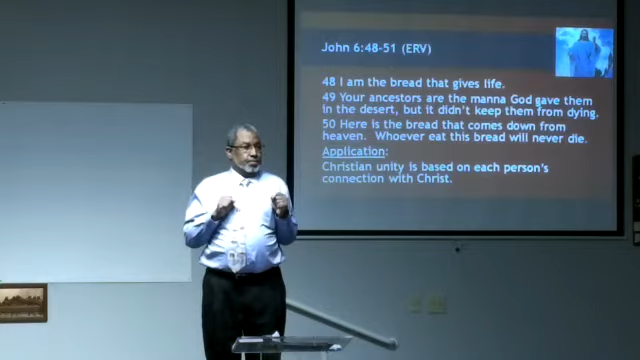 John 6:48-51 (ERV)
48 I am the bread that gives life.
49 Your ancestors are the manna God gave them
in the desert, but it didn't keep them from dying.
50 Here is the bread that comes down from
heaven.  Whoever eat this bread will never die.
Application:
Christian unity is based on each person's
connection with Christ.